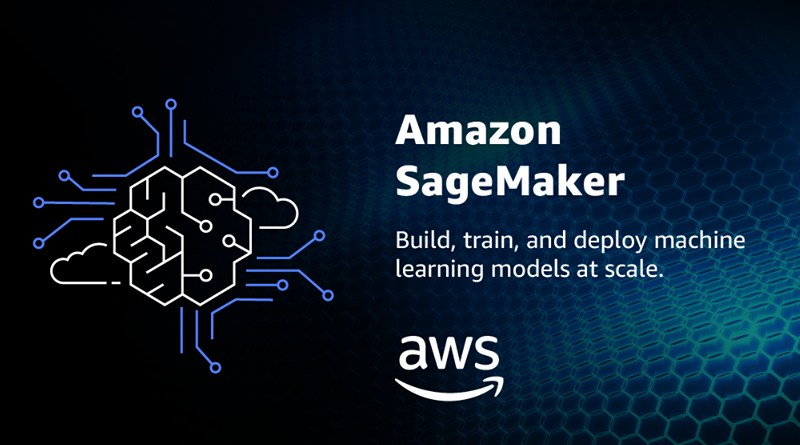 Amazon
SageMaker
Build, train, and deploy machine
learning models at scale.
aws